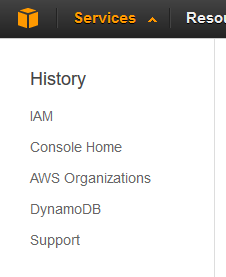 Services
Resou
History
IAM
Console Home
AWS Organizations
DynamoDB
Support